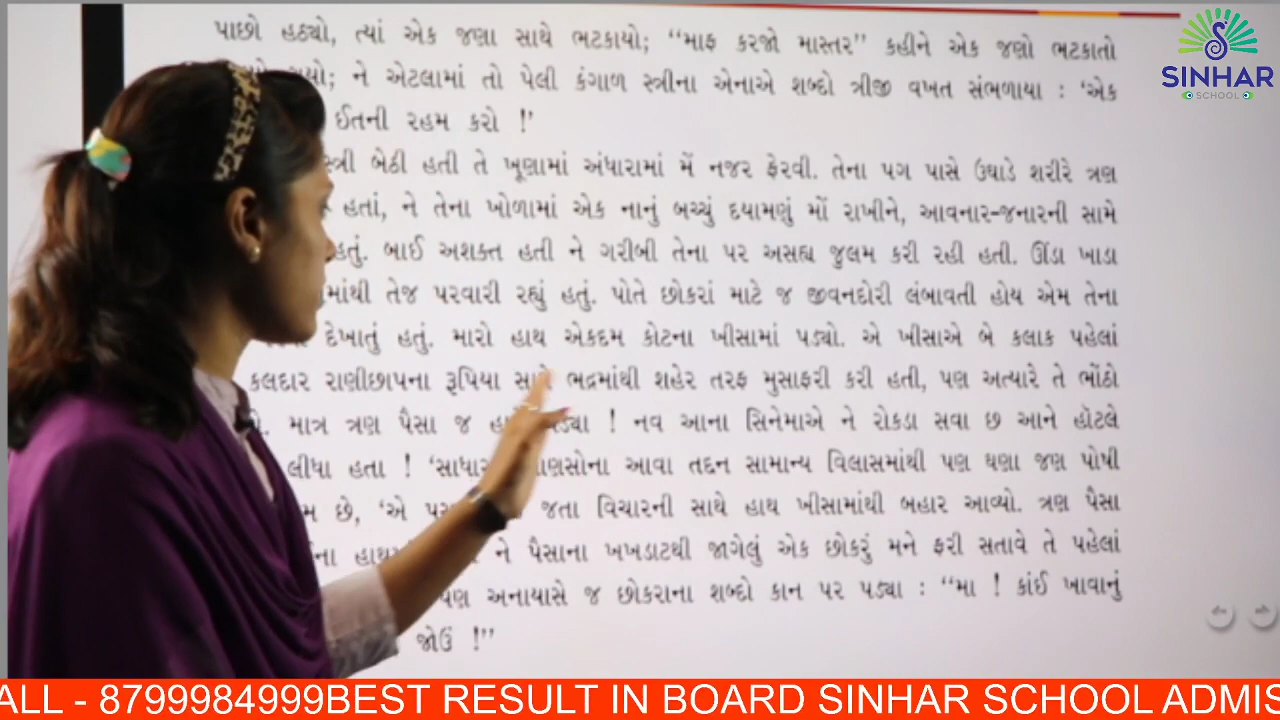 પાછો હઠ્યો, ત્યાં એક જણા સાથે ભટકાયો; “માફ કરજો માસ્તર” કહીને એક જણો ભટકાતો
ને એટલામાં તો પેલી કંગાળ સ્ત્રીના એનાએ શબ્દો ત્રીજી વખત સંભળાયા : ‘એક
ઈતની રહમ કરો !’
બેઠી હતી તે ખૂણામાં અંધારામાં મેં નજર ફેરવી. તેના પગ પાસે ઉઘાડે શરીરે ત્રણ
હતાં, ને તેના ખોળામાં એક નાનું બચ્ચું દયામણું મોં રાખીને, આવનાર-જનારની સામે
હતું. બાઈ અશક્ત હતી ને ગરીબી તેના પર અસહ્ય જુલમ કરી રહી હતી. ઊંડા ખાડા
તેજ પરવારી રહ્યું હતું. પોતે છોકરાં માટે જ જીવનદોરી લંબાવતી હોય એમ તેના
દેખાતું હતું. મારો હાથ એકદમ કોટના ખીસામાં પડ્યો. એ ખીસાએ બે કલાક પહેલાં
કલદાર રાણીછાપના રૂપિયા ભદ્રમાંથી શહેર તરફ મુસાફરી કરી હતી, પણ અત્યારે તે ભોંઠો
માત્ર ત્રણ પૈસા જ ! નવ આના સિનેમાએ ને રોકડા સવા છ આને હૉટલે
લીધા હતા ! આવા તદ્દન સામાન્ય વિલાસમાંથી પણ ઘણા જણ પોષી
છે, ‘એ જતા વિચારની સાથે હાથ ખીસામાંથી બહાર આવ્યો. ત્રણ પૈસા
ને પૈસાના ખખડાટથી જાગેલું એક છોકરું મને ફરી સતાવે તે પહેલાં
પણ અનાયાસે જ છોકરાના શબ્દો કાન પર પડ્યા : “મા ! કાંઈ ખાવાનું
જોઉં !”
SINHAR
SCHOOL
ALL - 8799984999BEST RESULT IN BOARD SINHAR SCHOOL ADMIS